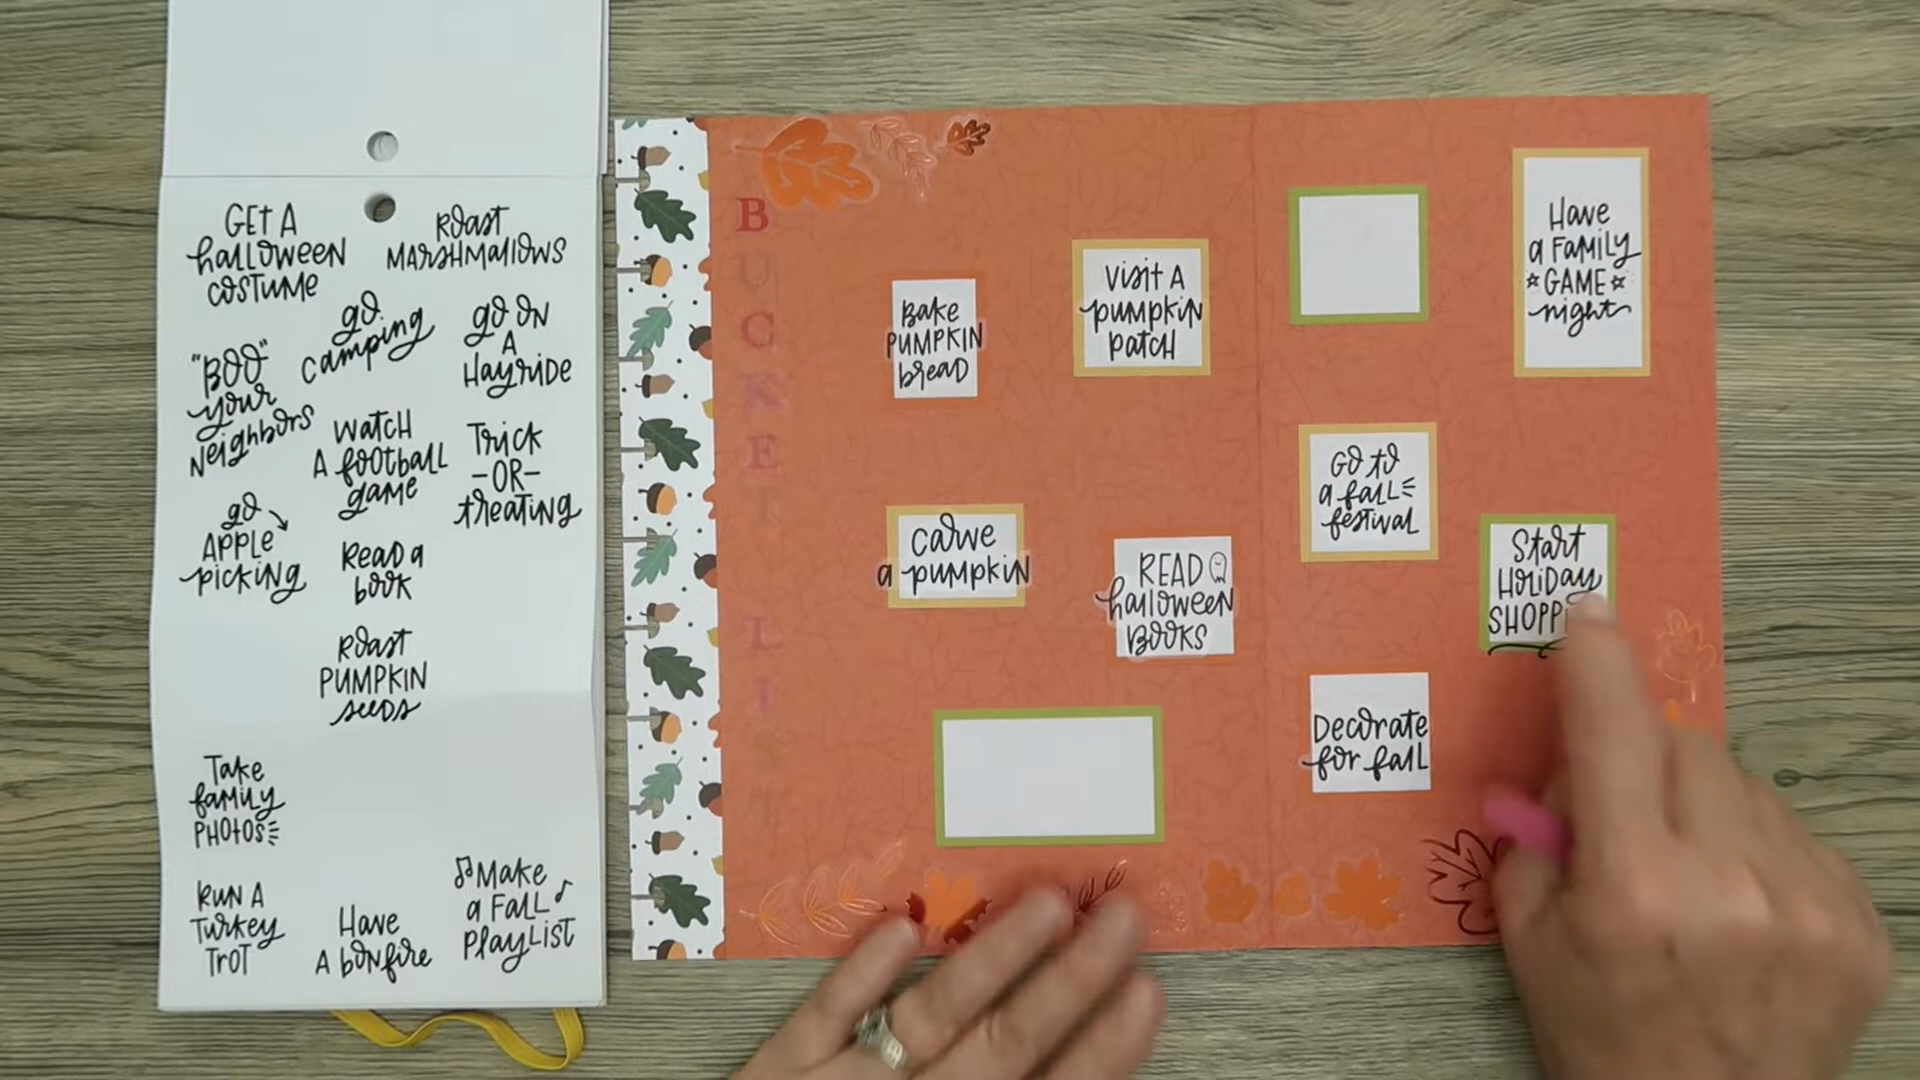 GET A
halloween
costume
Roast
MARSHMALLOWS
go
camping
go on
A
Hayride
"BOO"
your
Neighbors
Watch
A football
game
Trick
-OR-
treating
go
APPLE
picking
Read a
book
Roast
PUMPKIN
seeds
Take
family
PHOTOS
RUN A
Turkey
TROT
Have
A bonfire
Make
a FALL
Playlist
BUCKET LIST
Bake
PUMPKIN
bread
Visit A
pumpkin
patch
Have
a FAMILY
GAME
night
Carve
a pumpkin
READ
halloween
BOOKS
Go to
a fall
festival
Start
HOLIDAY
SHOPP
Decorate
for fall